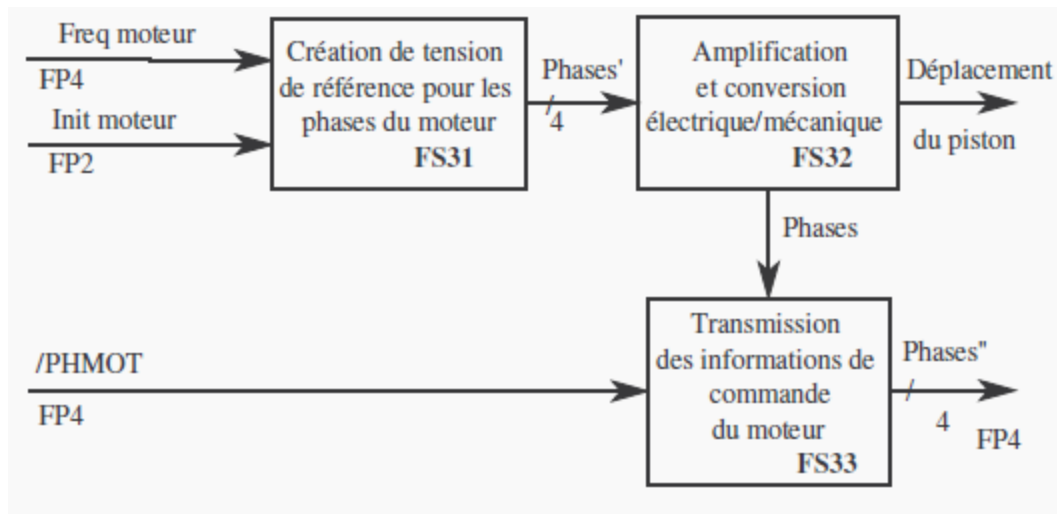 Freq moteur
FP4
Init moteur
FP2
Création de tension
de référence pour les
phases du moteur
FS31
Phases'
4
Amplification
et conversion
électrique/mécanique
FS32
Déplacement
du piston
Phases
/PHMOT
FP4
Transmission
des informations de
commande
du moteur
FS33
Phases"
4
FP4